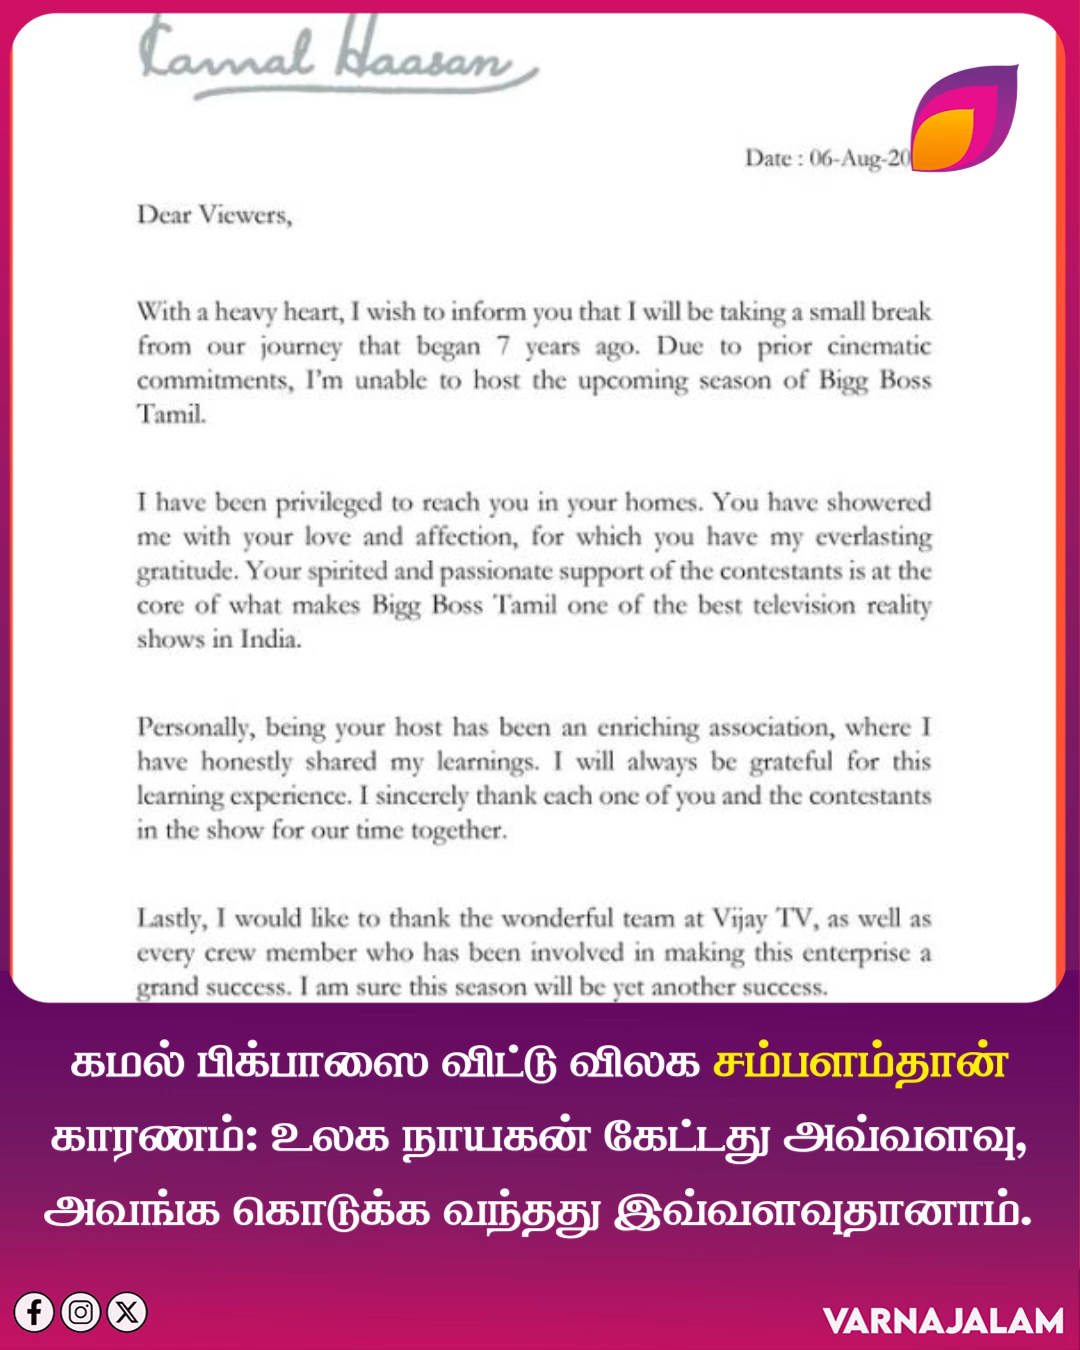 Kamal Haasan
Date : 06-Aug-20
Dear Viewers,
With a heavy heart, I wish to inform you that I will be taking a small break
from our journey that began 7 years ago. Due to prior cinematic
commitments, I'm unable to host the upcoming season of Bigg Boss
Tamil.
I have been privileged to reach you in your homes. You have showered
me with your love and affection, for which you have my everlasting
gratitude. Your spirited and passionate support of the contestants is at the
core of what makes Bigg Boss Tamil one of the best television reality
shows in India.
Personally, being your host has been an enriching association, where I
have honestly shared my learnings. I will always be grateful for this
learning experience. I sincerely thank each one of you and the contestants
in the show for our time together.
Lastly, I would like to thank the wonderful team at Vijay TV, as well as
every crew member who has been involved in making this enterprise a
grand success. I am sure this season will be yet another success.
கமல் பிக்பாஸை விட்டு விலக சம்பளம்தான்
காரணம்: உலக நாயகன் கேட்டது அவ்வளவு,
அவங்க கொடுக்க வந்தது இவ்வளவுதானாம்.
VARNAJALAM